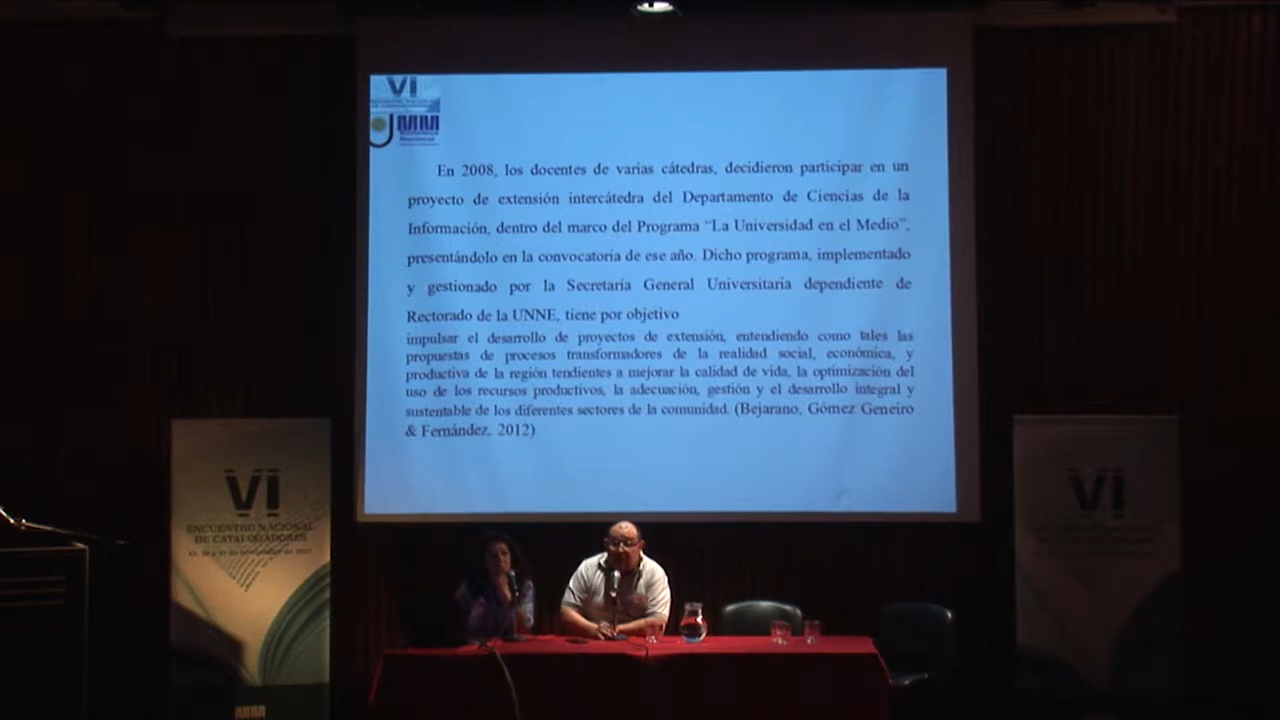 VI
En 2008, los docentes de varias cátedras, decidieron participar en un
proyecto de extensión intercátedra del Departamento de Ciencias de la
Información, dentro del marco del Programa “La Universidad en el Medio”,
presentándolo en la convocatoria de ese año. Dicho programa, implementado
y gestionado por la Secretaría General Universitaria dependiente de
Rectorado de la UNNE, tiene por objetivo
impulsar el desarrollo de proyectos de extensión, entendiendo como tales las
propuestas de procesos transformadores de la realidad social, económica, y
productiva de la región tendientes a mejorar la calidad de vida, la optimización del
uso de los recursos productivos, la adecuación, gestión y el desarrollo integral y
sustentable de los diferentes sectores de la comunidad. (Bejarano, Gómez Geneiro
& Fernández, 2012)
VI
ENCUENTRO NACIONAL
DE CATALOGADORES
VI